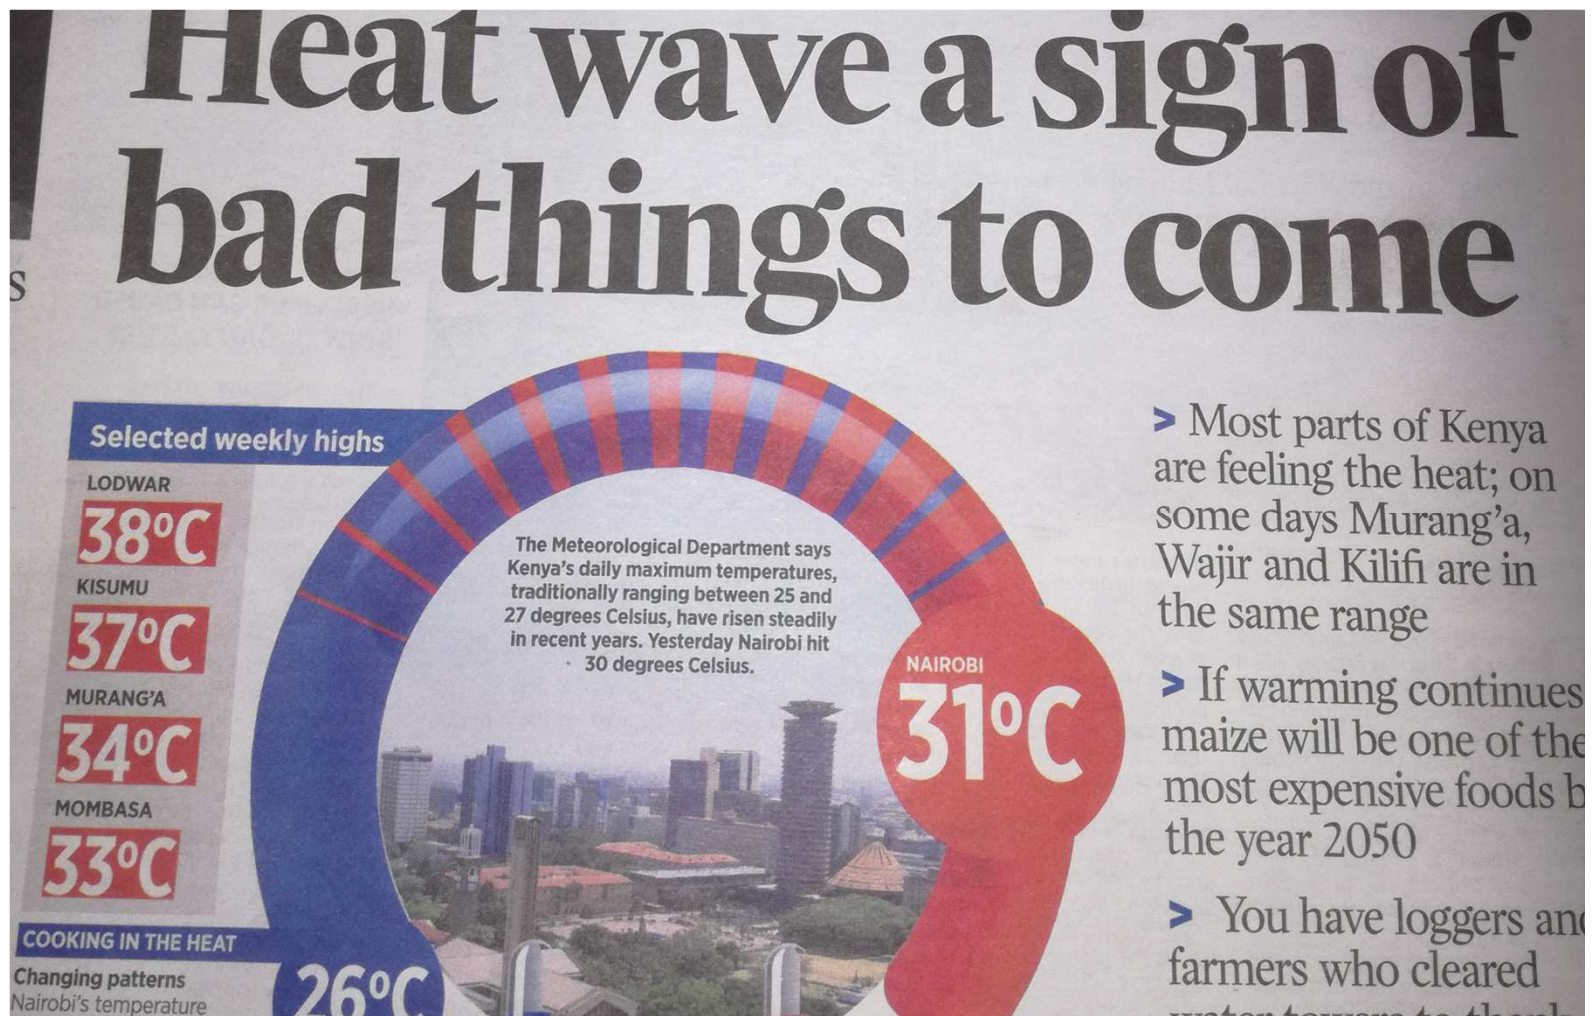 Heat wave a sign of
bad things to come
s
Selected weekly highs
LODWAR
38°C
KISUMU
37°C
MURANG'A
34°C
MOMBASA
33°C
COOKING IN THE HEAT
Changing patterns
Nairobi's temperature
The Meteorological Department says
Kenya's daily maximum temperatures,
traditionally ranging between 25 and
27 degrees Celsius, have risen steadily
in recent years. Yesterday Nairobi hit
30 degrees Celsius.
NAIROBI
31°C
26°C
> Most parts of Kenya
are feeling the heat; on
some days Murang'a,
Wajir and Kilifi are in
the same range
> If warming continues
maize will be one of the
most expensive foods b
the year 2050
> You have loggers and
farmers who cleared